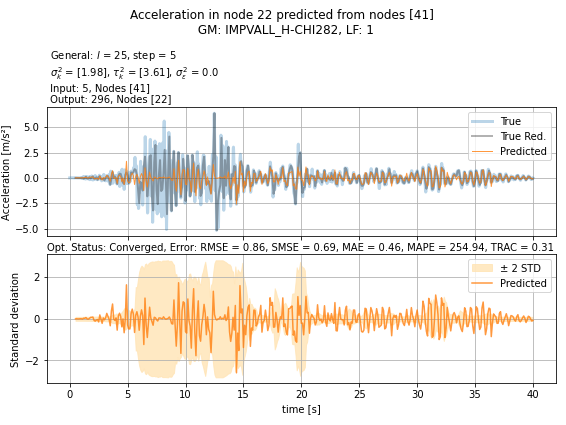 Acceleration in node 22 predicted from nodes [41]
GM: IMPVALL_H-CHI282, LF: 1
General: l = 25, step = 5
σ²ₖ = [1.98], τ²ₖ = [3.61], σ²ε = 0.0
Input: 5, Nodes [41]
Output: 296, Nodes [22]
Acceleration [m/s²]
5.0
2.5
0.0
−2.5
−5.0
True
True Red.
Predicted
Opt. Status: Converged, Error: RMSE = 0.86, SMSE = 0.69, MAE = 0.46, MAPE = 254.94, TRAC = 0.31
Standard deviation
2
0
−2
± 2 STD
Predicted
0 5 10 15 20 25 30 35 40
time [s]